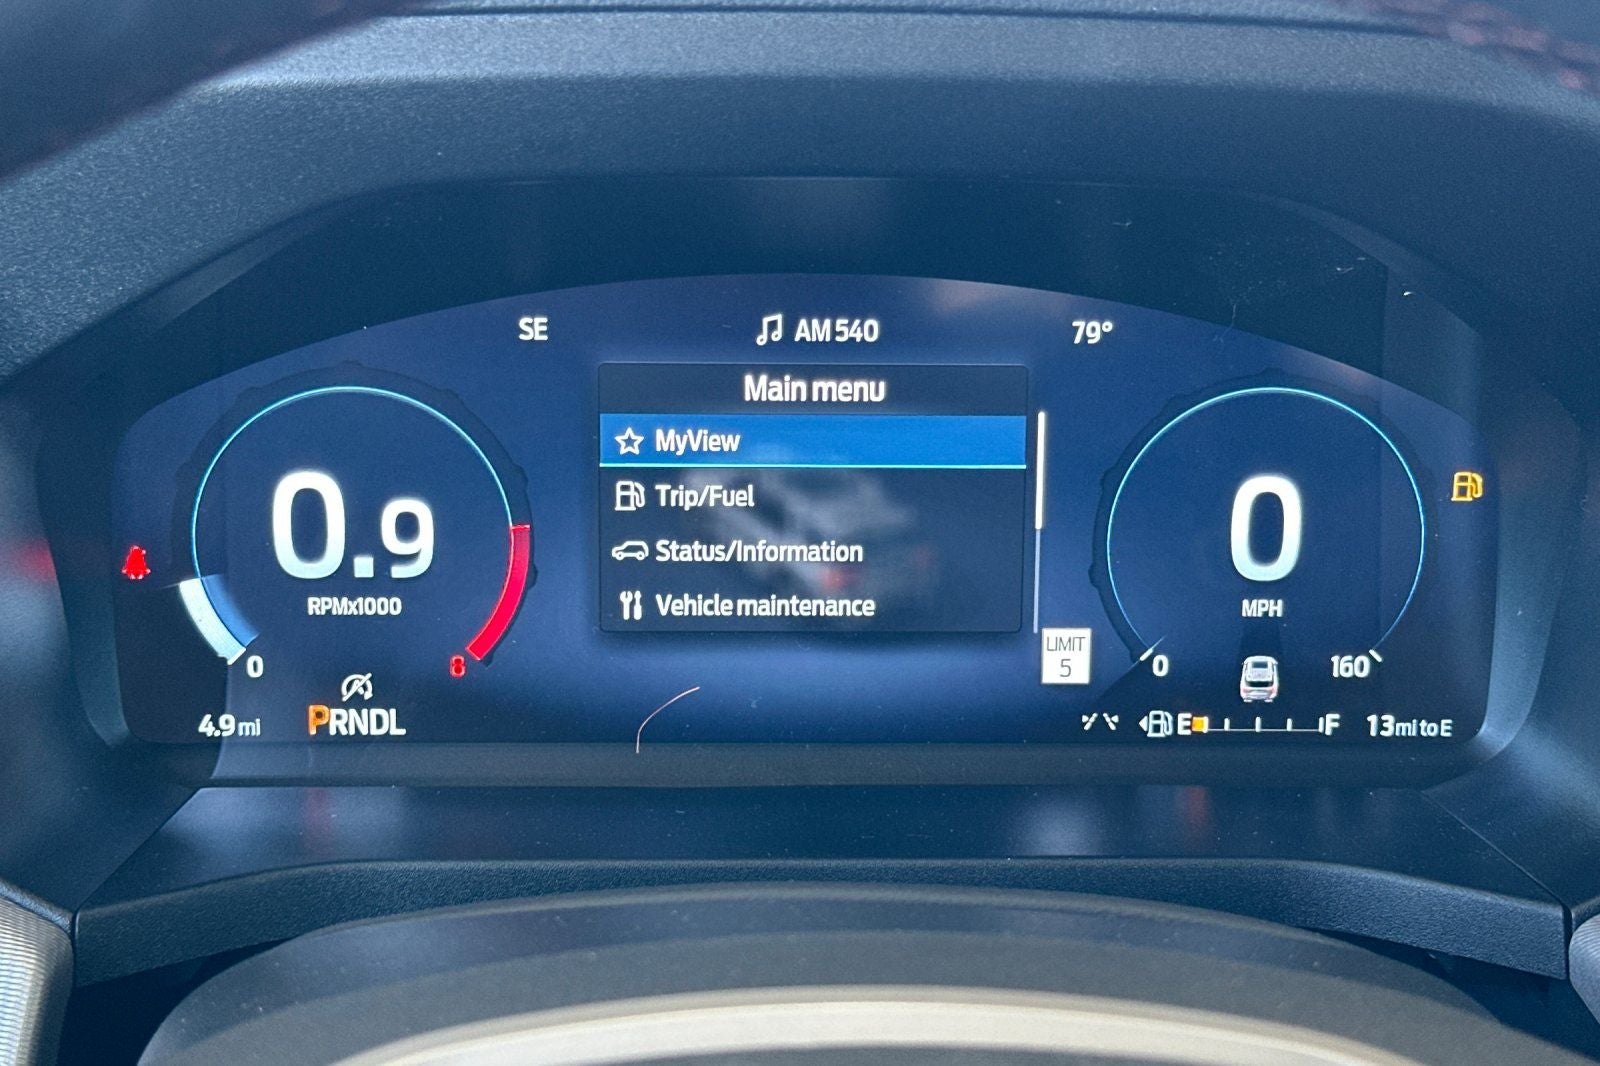 SE
AM 540
79°
Main menu
MyView
Trip/Fuel
Status/Information
Vehicle maintenance
0.9
RPMx1000
0
8
0
MPH
0
160
LIMIT
5
4.9 mi
PRNDL
E
F
13 mi to E